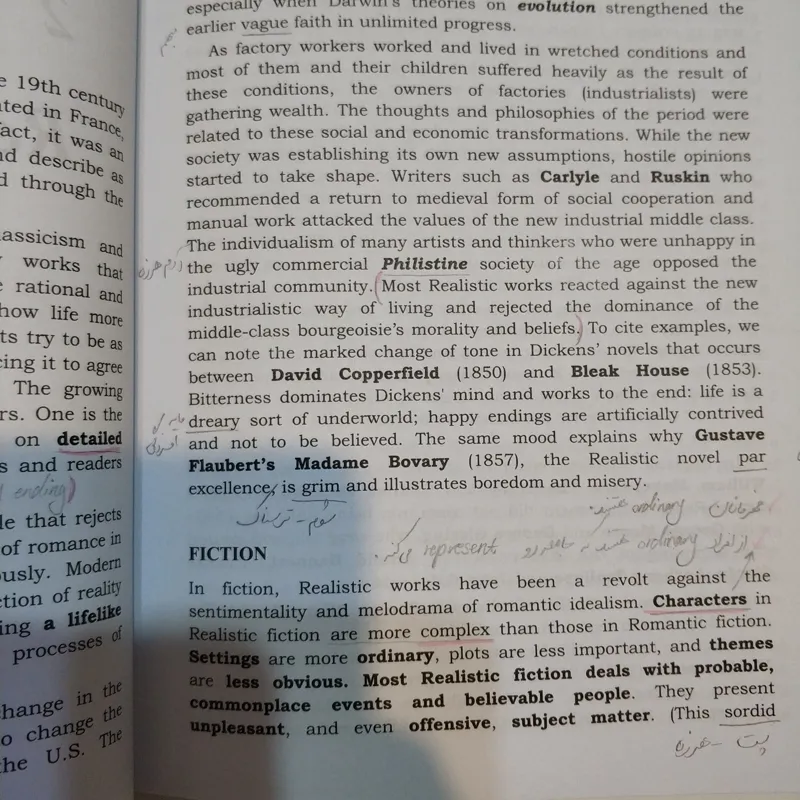 e 19th century
ated in France,
act, it was an
nd describe as
d through the
assicism and
works that
e rational and
how life more
ts try to be as
cing it to agree
The growing
rs. One is the
on detailed
s and readers
ending)
le that rejects
of romance in
ously. Modern
ction of reality
ing a lifelike
processes of
hange in the
o change the
the U.S. The
especially when Darwin's theories on evolution strengthened the
earlier vague faith in unlimited progress.
As factory workers worked and lived in wretched conditions and
most of them and their children suffered heavily as the result of
these conditions, the owners of factories (industrialists) were
gathering wealth. The thoughts and philosophies of the period were
related to these social and economic transformations. While the new
society was establishing its own new assumptions, hostile opinions
started to take shape. Writers such as Carlyle and Ruskin who
recommended a return to medieval form of social cooperation and
manual work attacked the values of the new industrial middle class.
The individualism of many artists and thinkers who were unhappy in
the ugly commercial Philistine society of the age opposed the
industrial community. (Most Realistic works reacted against the new
industrialistic way of living and rejected the dominance of the
middle-class bourgeoisie's morality and beliefs.) To cite examples, we
can note the marked change of tone in Dickens' novels that occurs
between David Copperfield (1850) and Bleak House (1853).
Bitterness dominates Dickens' mind and works to the end: life is a
dreary sort of underworld; happy endings are artificially contrived
and not to be believed. The same mood explains why Gustave
Flaubert's Madame Bovary (1857), the Realistic novel par
excellence, is grim and illustrates boredom and misery.
قهرمانان ordinary هستند.
از افراد ordinary هستند
represent می‌کند.
FICTION
In fiction, Realistic works have been a revolt against the
sentimentality and melodrama of romantic idealism. Characters in
Realistic fiction are more complex than those in Romantic fiction.
Settings are more ordinary, plots are less important, and themes
are less obvious. Most Realistic fiction deals with probable,
commonplace events and believable people. They present
unpleasant, and even offensive, subject matter. (This sordid
پست - هرزه